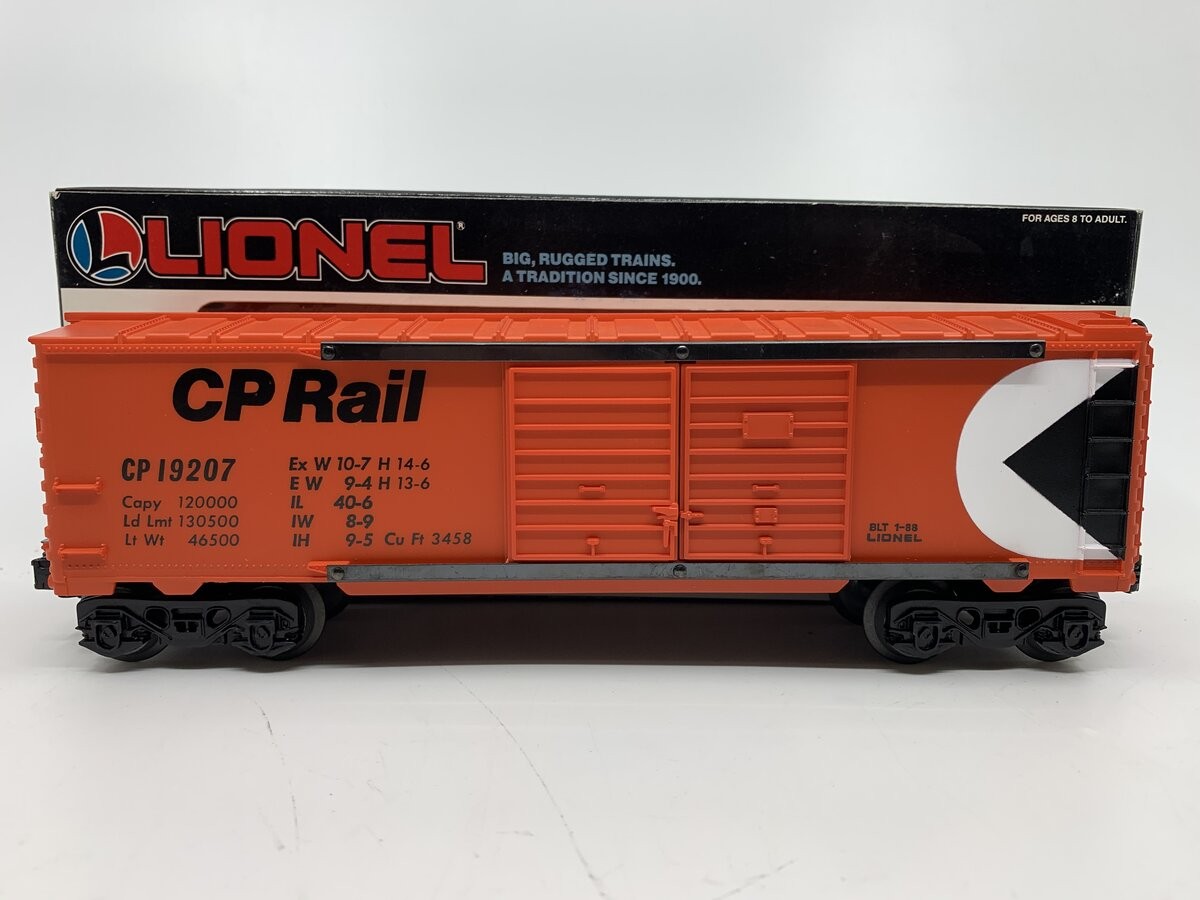 LIONEL®
BIG, RUGGED TRAINS.
A TRADITION SINCE 1900.
FOR AGES 8 TO ADULT.
CP Rail
CP 19207
Capy 120000
Ld Lmt 130500
Lt Wt 46500
Ex W 10-7 H 14-6
E W 9-4 H 13-6
IL 40-6
IW 8-9
IH 9-5 Cu Ft 3458
BLT 1-88
LIONEL